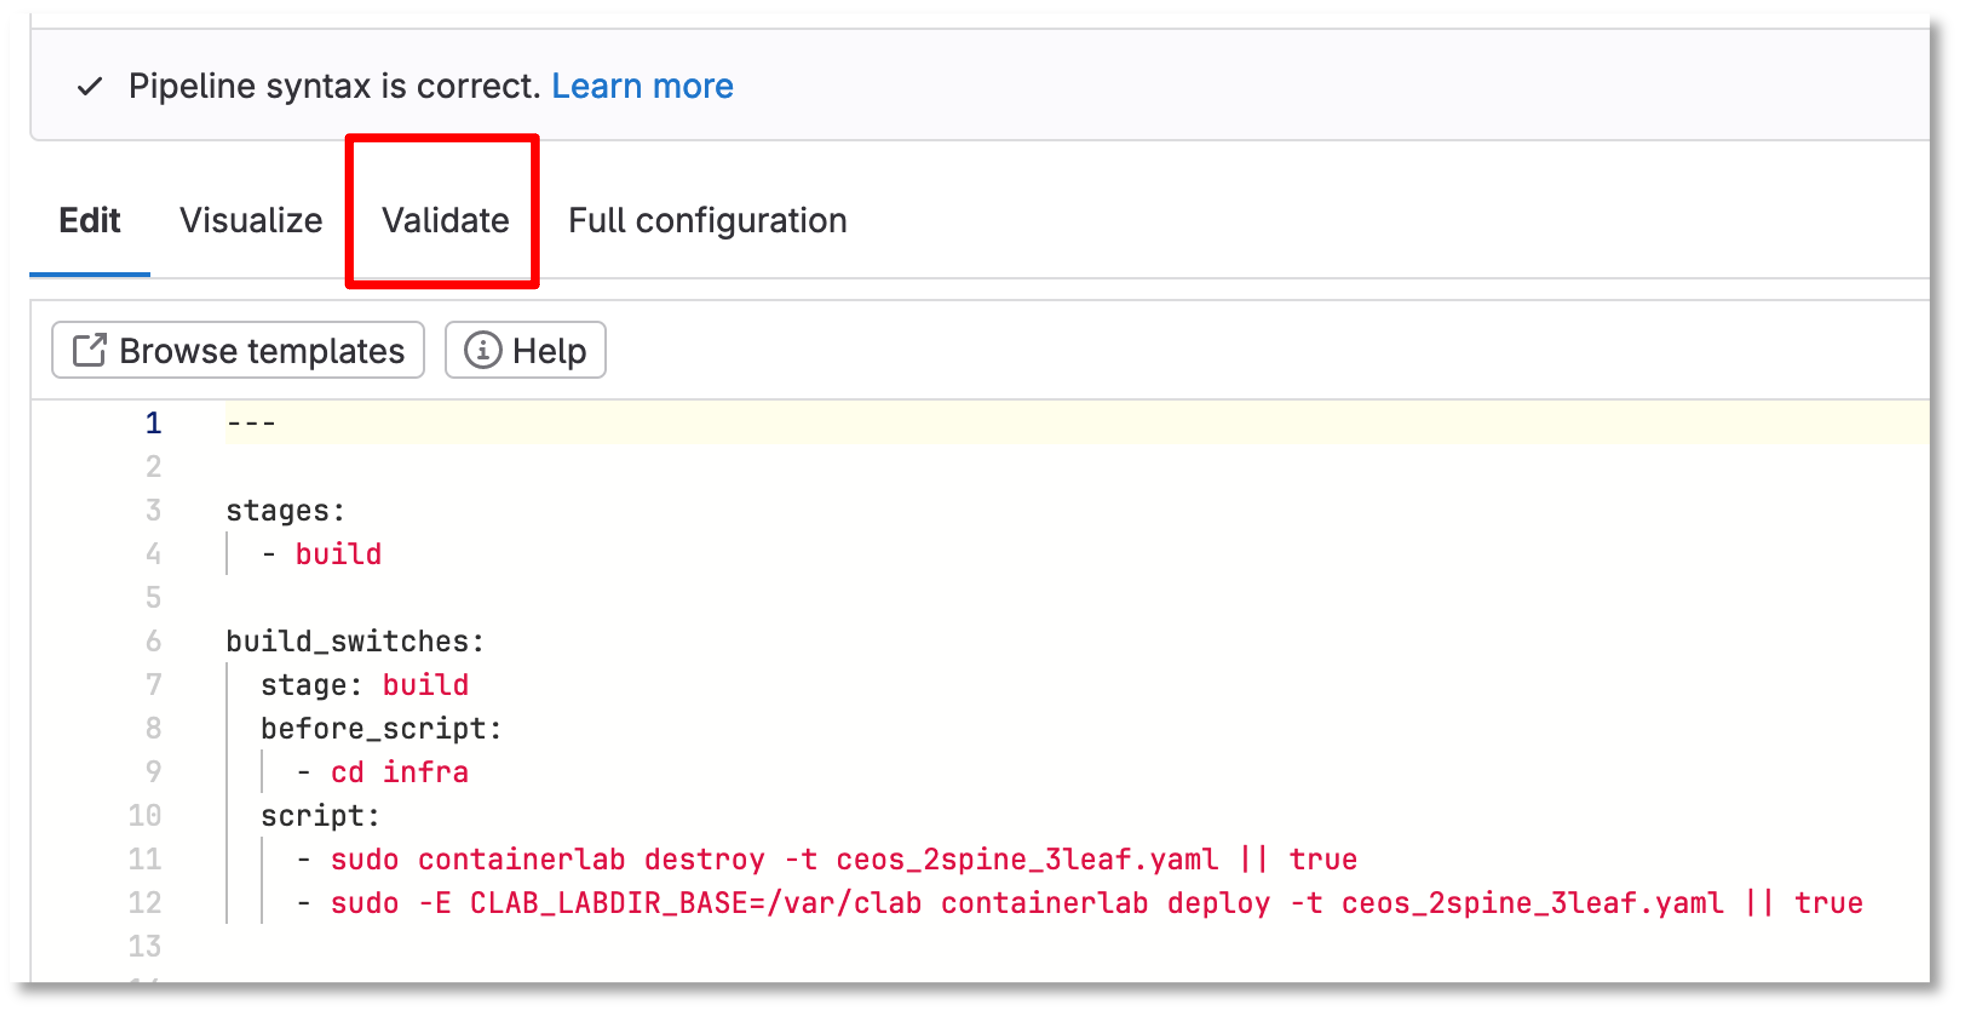 Pipeline syntax is correct. Learn more
Edit Visualize Validate Full configuration
Browse templates Help
1 ---
2
3 stages:
4 - build
5
6 build_switches:
7 stage: build
8 before_script:
9 - cd infra
10 script:
11 - sudo containerlab destroy -t ceos_2spine_3leaf.yaml || true
12 - sudo -E CLAB_LABDIR_BASE=/var/clab containerlab deploy -t ceos_2spine_3leaf.yaml || true
13